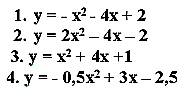 1. y = - x² - 4x + 2
2. y = 2x² – 4x – 2
3. y = x² + 4x +1
4. y = - 0,5x² + 3x – 2,5